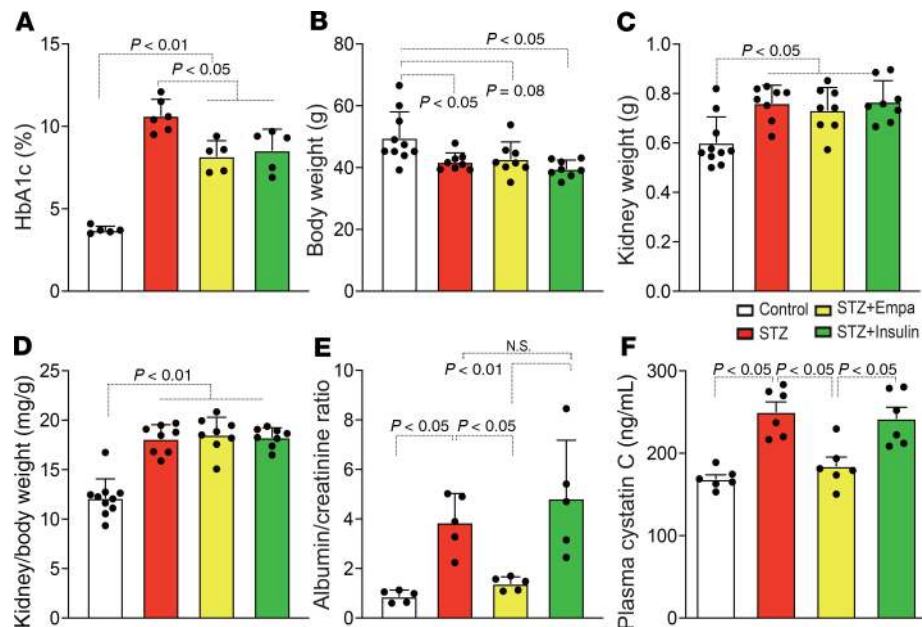 A
HbA1c (%)
15
10
5
0
P < 0.01
P < 0.05
B
Body weight (g)
80
60
40
20
0
P < 0.05
P < 0.05
P = 0.08
C
Kidney weight (g)
1.0
0.8
0.6
0.4
0.2
0.0
P < 0.05
Control
STZ+Empa
STZ
STZ+Insulin
D
Kidney/body weight (mg/g)
25
20
15
10
5
0
P < 0.01
E
Albumin/creatinine ratio
10
8
6
4
2
0
N.S.
P < 0.01
P < 0.05
P < 0.05
F
Plasma cystatin C (ng/mL)
300
200
100
0
P < 0.05
P < 0.05
P < 0.05